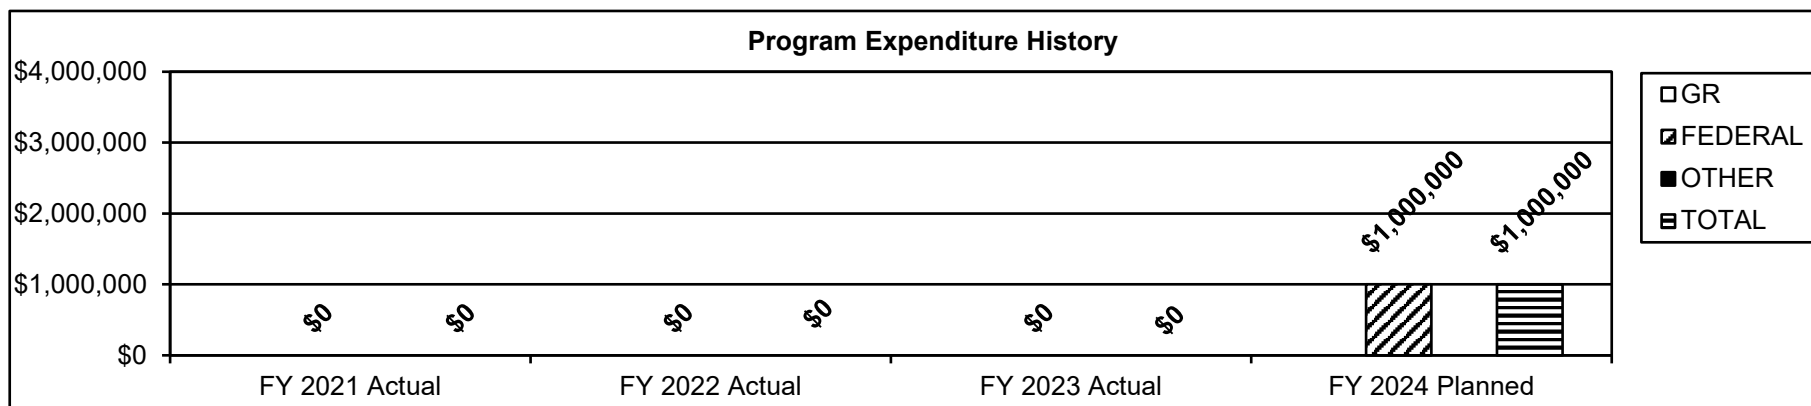 Program Expenditure History
$4,000,000
$3,000,000
$2,000,000
$1,000,000
$0
$0
$0
$0
$0
$0
$0
$1,000,000
$1,000,000
FY 2021 Actual
FY 2022 Actual
FY 2023 Actual
FY 2024 Planned
GR
FEDERAL
OTHER
TOTAL